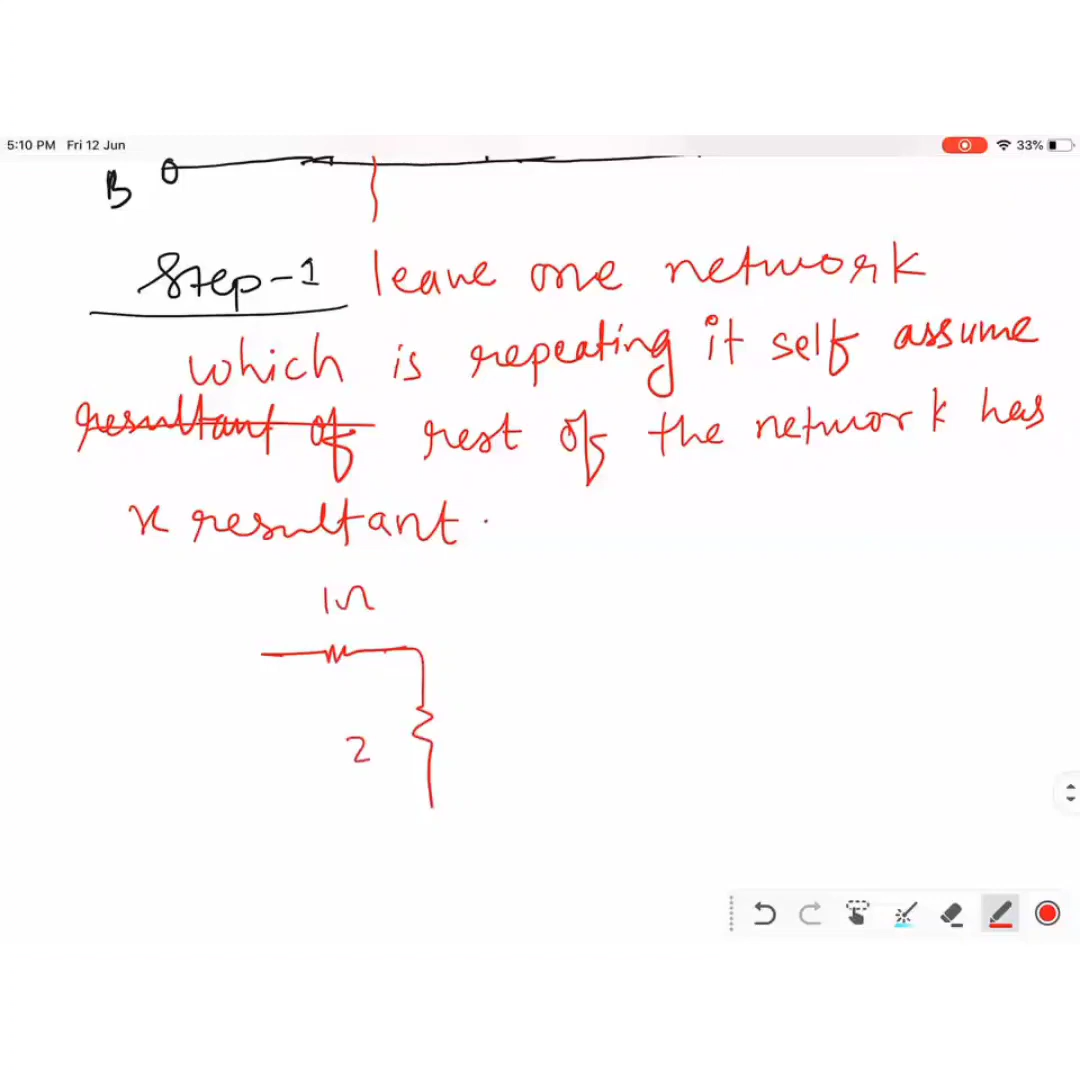 5:10 PM Fri 12 Jun 33%
B
Step-1 leave one network
which is repeating it self assume
resultant of rest of the network has
x resultant.
1Ω
2